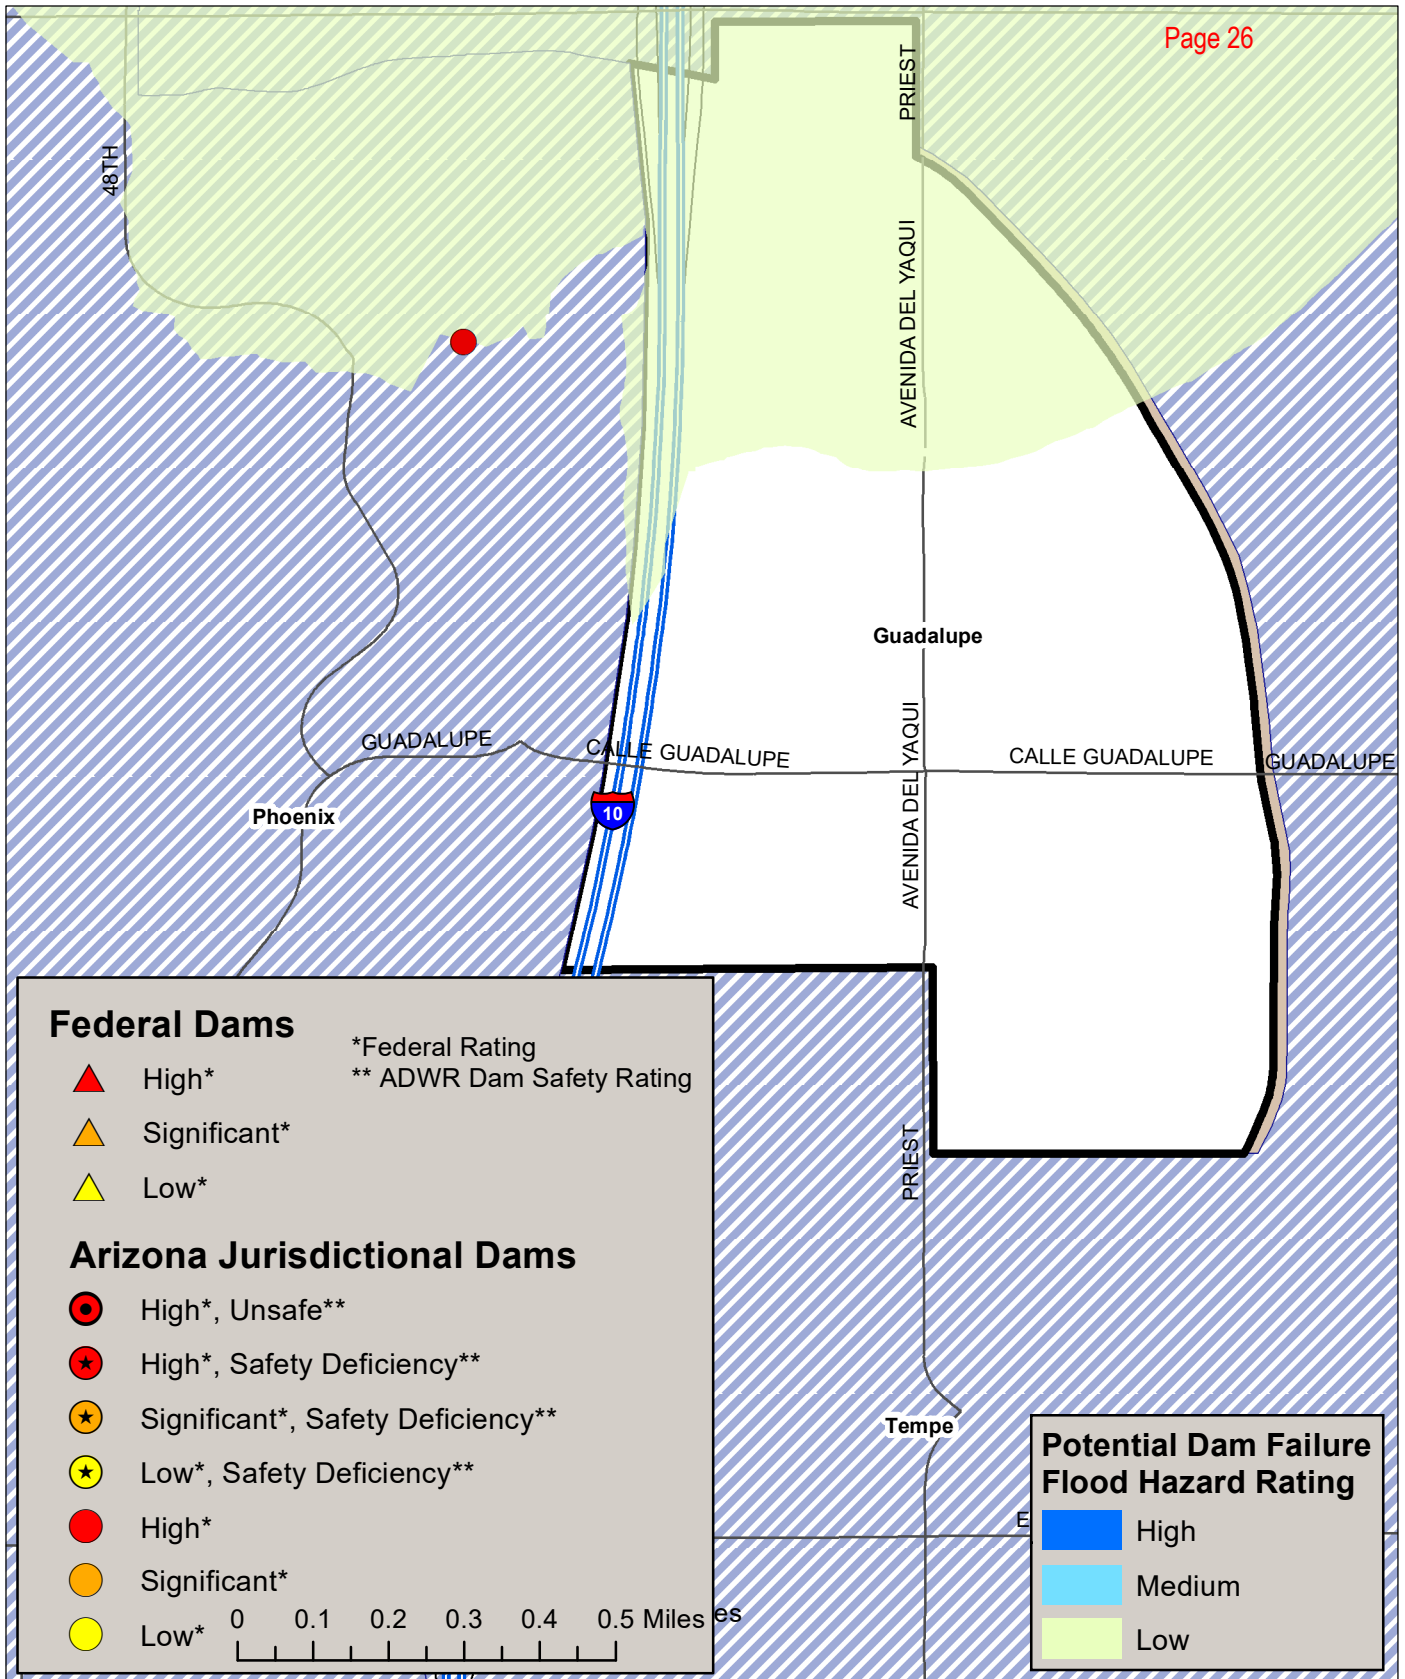 Page 26
PRIEST
48TH
AVENIDA DEL YAQUI
Guadalupe
AVENIDA DEL YAQUI
GUADALUPE
CALLE GUADALUPE
CALLE GUADALUPE
GUADALUPE
10
Phoenix
PRIEST
Tempe
E
Federal Dams
*Federal Rating
** ADWR Dam Safety Rating
High*
Significant*
Low*
Arizona Jurisdictional Dams
High*, Unsafe**
High*, Safety Deficiency**
Significant*, Safety Deficiency**
Low*, Safety Deficiency**
High*
Significant*
Low*
0 0.1 0.2 0.3 0.4 0.5 Miles
es
Potential Dam Failure
Flood Hazard Rating
High
Medium
Low